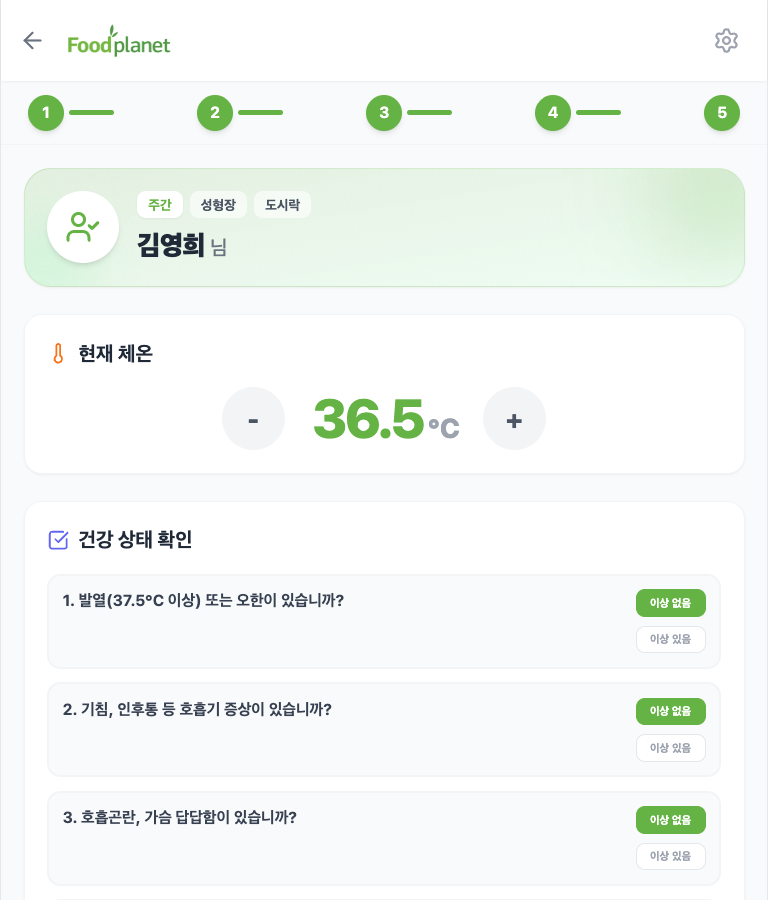 Foodplanet
1 2 3 4 5
주간 성형장 도시락
김영희 님
현재 체온
- 36.5 °C +
건강 상태 확인
1. 발열(37.5°C 이상) 또는 오한이 있습니까?
이상 없음
이상 있음
2. 기침, 인후통 등 호흡기 증상이 있습니까?
이상 없음
이상 있음
3. 호흡곤란, 가슴 답답함이 있습니까?
이상 없음
이상 있음